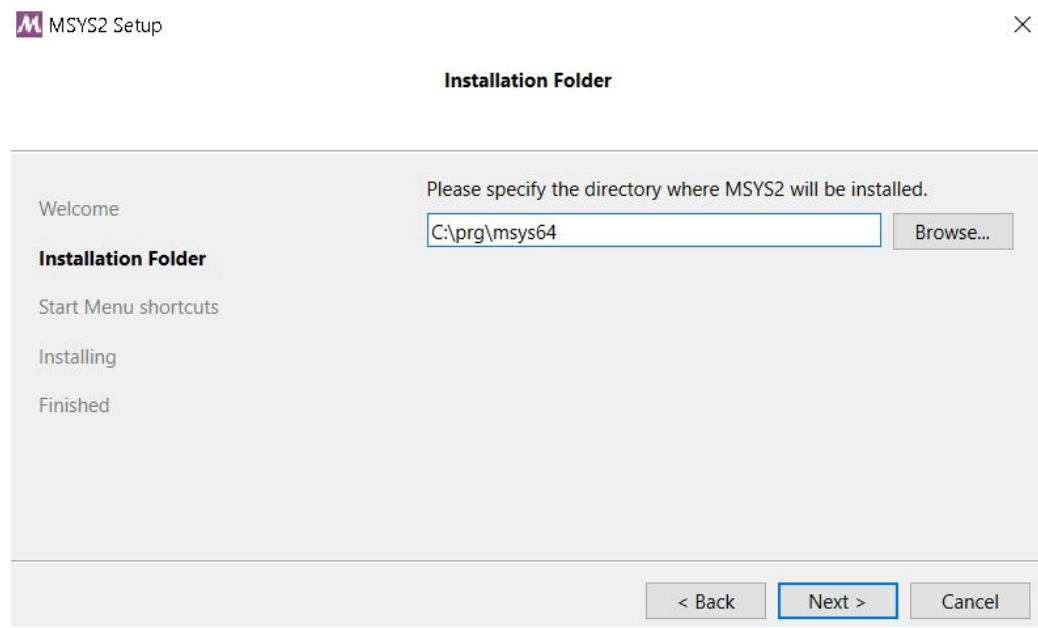 MSYS2 Setup
Installation Folder
Welcome
Installation Folder
Start Menu shortcuts
Installing
Finished
Please specify the directory where MSYS2 will be installed.
C:\prg\msys64
Browse...
< Back
Next >
Cancel